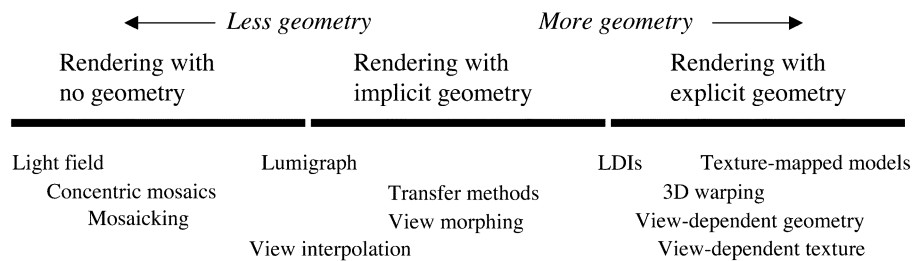 Less geometry More geometry
Rendering with no geometry
Rendering with implicit geometry
Rendering with explicit geometry
Light field Lumigraph LDIs Texture-mapped models
Concentric mosaics Transfer methods 3D warping
Mosaicking View morphing View-dependent geometry
View interpolation View-dependent texture